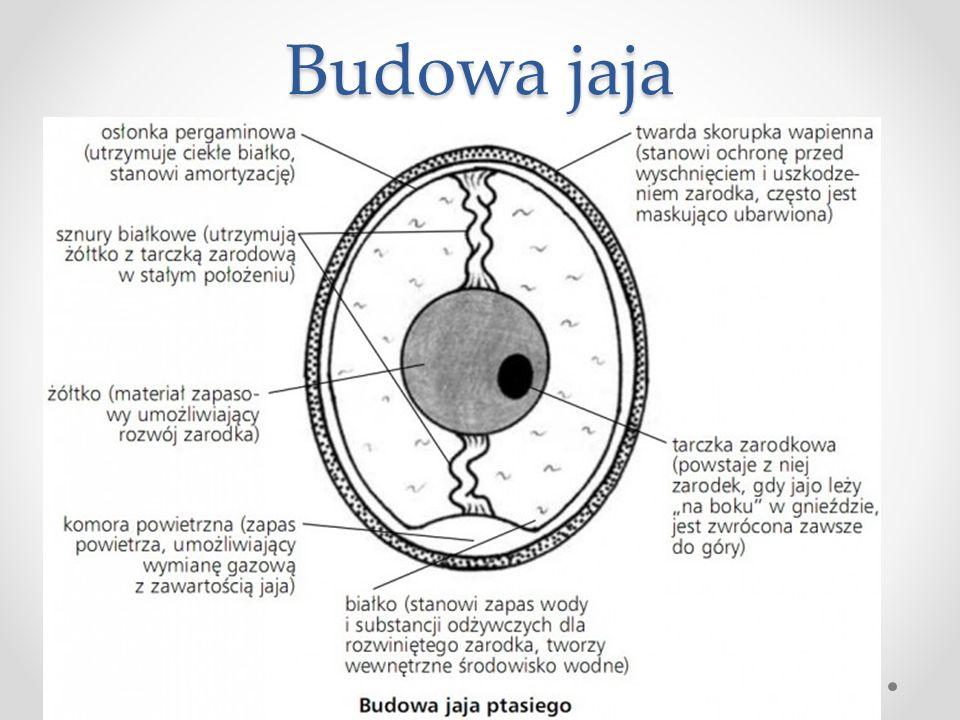 Budowa jaja
osłonka pergaminowa
(utrzymuje ciekłe białko,
stanowi amortyzację)
sznury białkowe (utrzymują
żółtko z tarczką zarodową
w stałym położeniu)
żółtko (materiał zapaso-
wy umożliwiający
rozwój zarodka)
komora powietrzna (zapas
powietrza, umożliwiający
wymianę gazową
z zawartością jaja)
białko (stanowi zapas wody
i substancji odżywczych dla
rozwiniętego zarodka, tworzy
wewnętrzne środowisko wodne)
twarda skorupka wapienna
(stanowi ochronę przed
wyschnięciem i uszkodze-
niem zarodka, często jest
maskująco ubarwiona)
tarczka zarodkowa
(powstaje z niej
zarodek, gdy jajo leży
„na boku” w gnieździe,
jest zwrócona zawsze
do góry)
Budowa jaja ptasiego